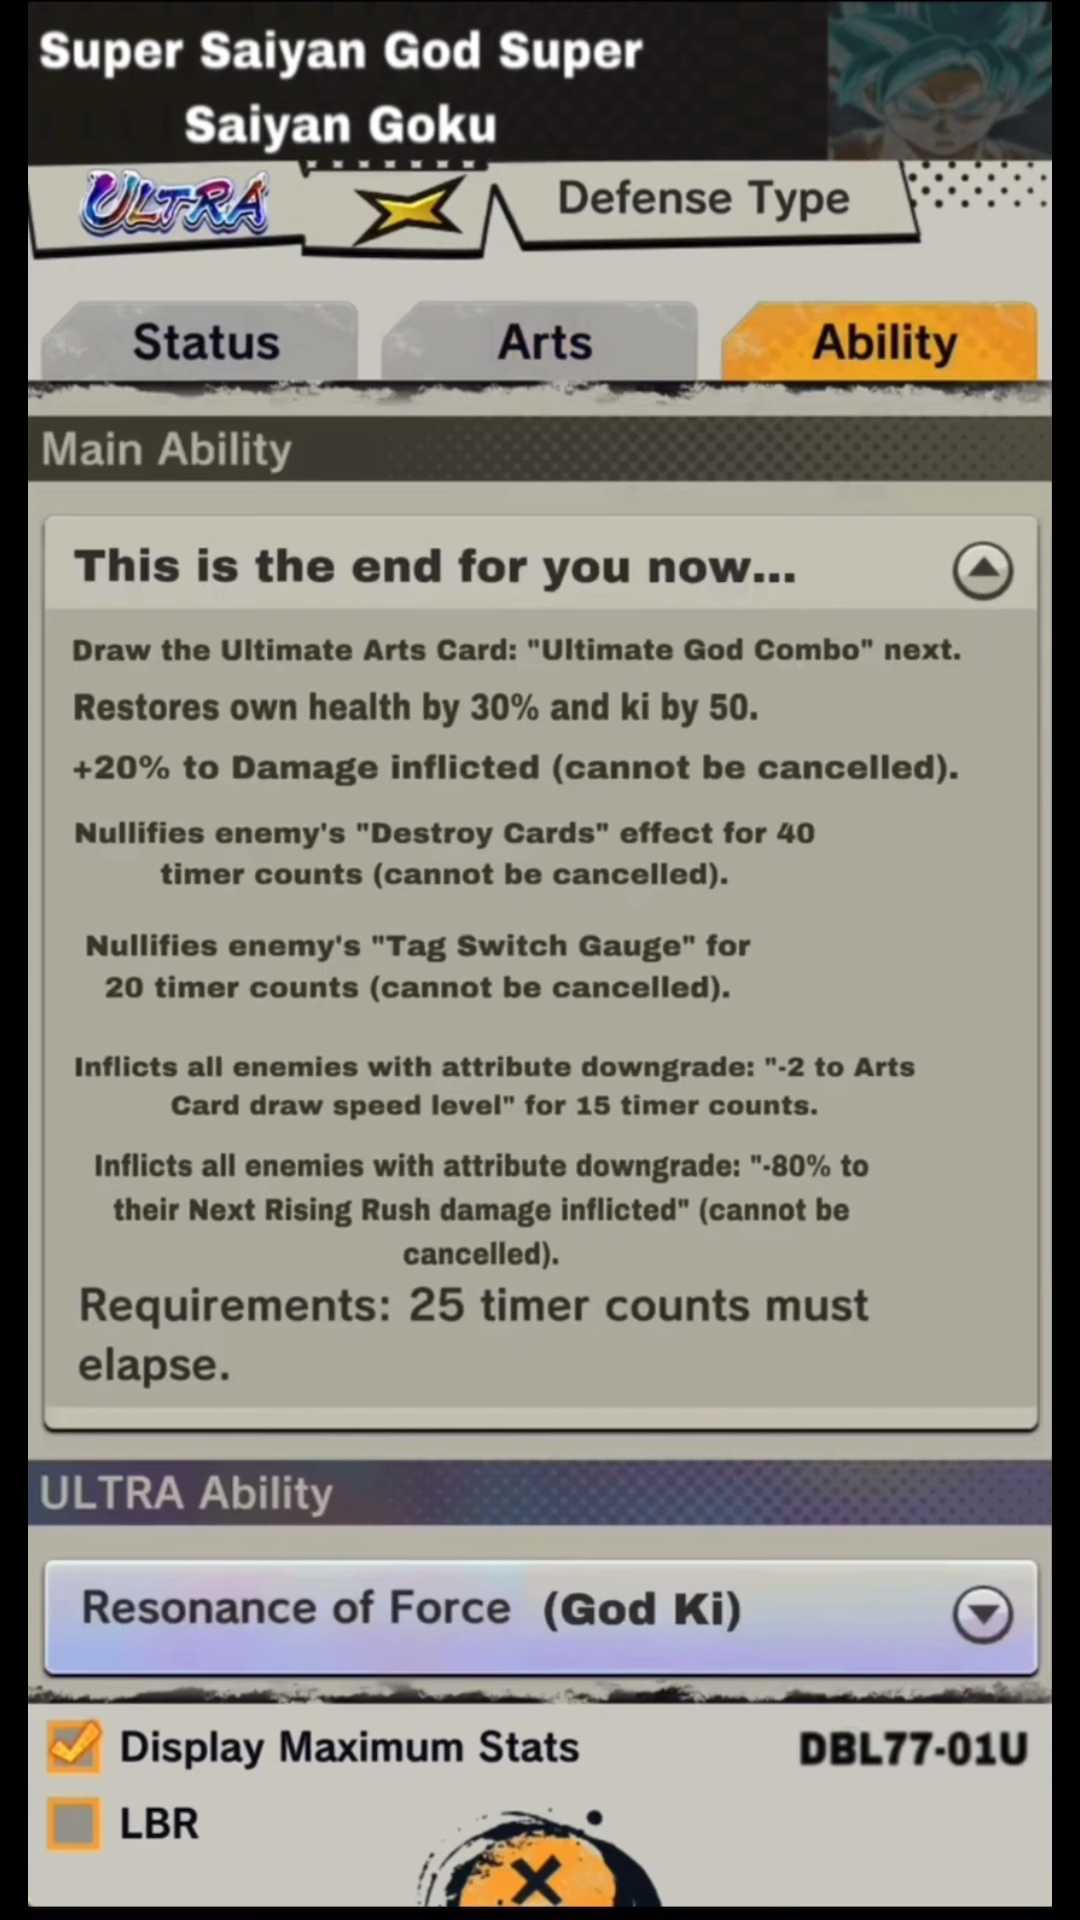 Super Saiyan God Super
Saiyan Goku
ULTRA
Defense Type
Status
Arts
Ability
Main Ability
This is the end for you now...
Draw the Ultimate Arts Card: "Ultimate God Combo" next.
Restores own health by 30% and ki by 50.
+20% to Damage inflicted (cannot be cancelled).
Nullifies enemy's "Destroy Cards" effect for 40
timer counts (cannot be cancelled).
Nullifies enemy's "Tag Switch Gauge" for
20 timer counts (cannot be cancelled).
Inflicts all enemies with attribute downgrade: "-2 to Arts
Card draw speed level" for 15 timer counts.
Inflicts all enemies with attribute downgrade: "-80% to
their Next Rising Rush damage inflicted" (cannot be
cancelled).
Requirements: 25 timer counts must
elapse.
ULTRA Ability
Resonance of Force (God Ki)
Display Maximum Stats
DBL77-01U
LBR